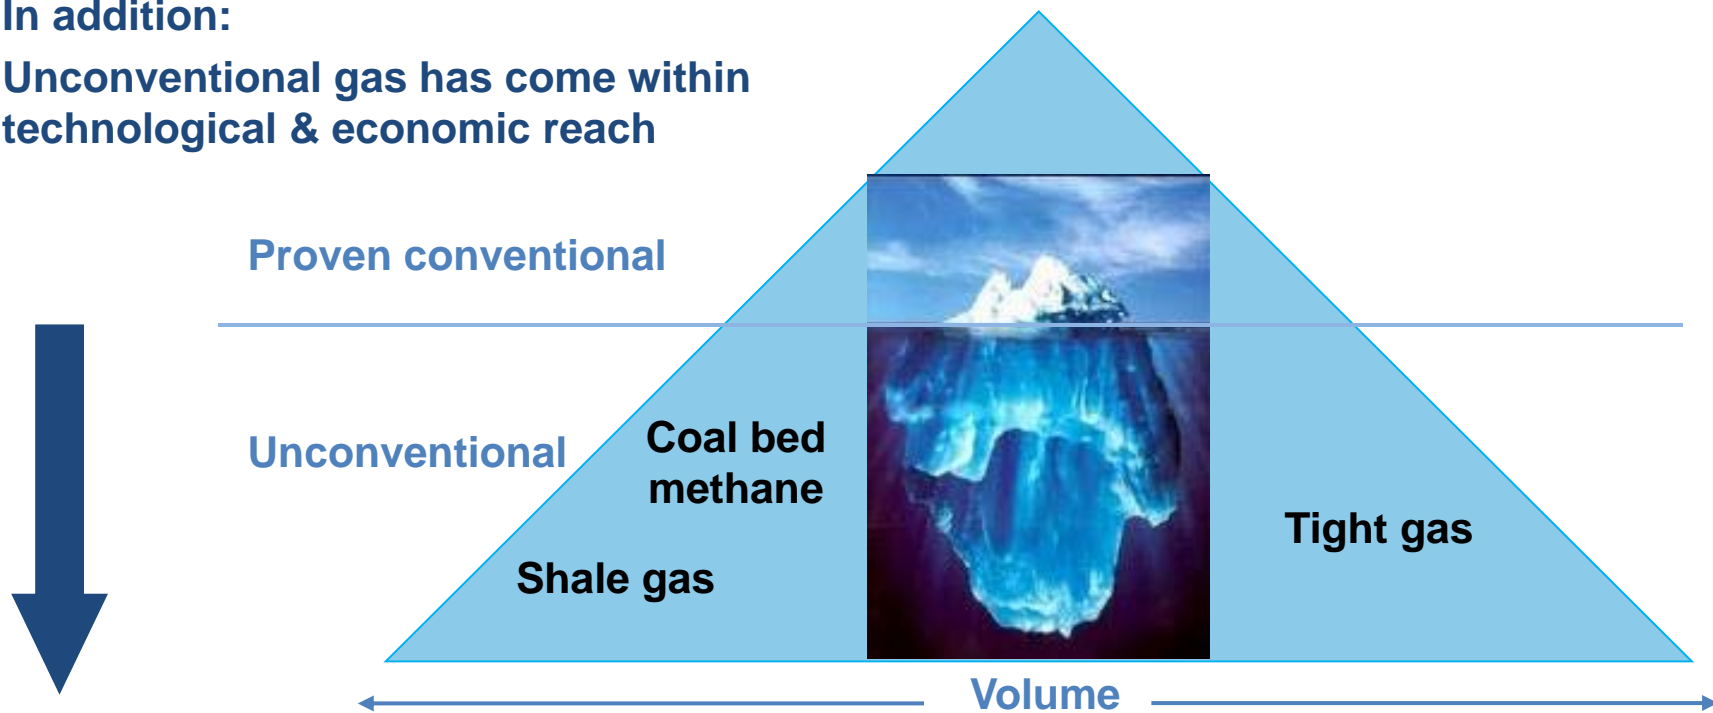 In addition:
Unconventional gas has come within
technological & economic reach
Proven conventional
Unconventional
Coal bed
methane
Tight gas
Shale gas
Volume